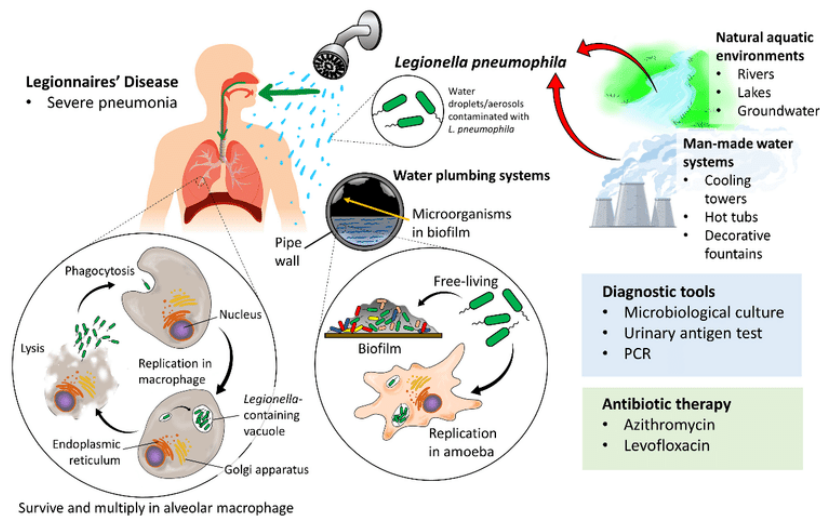 Legionnaires’ Disease
• Severe pneumonia
Legionella pneumophila
Water
droplets/aerosols
contaminated with
L. pneumophila
Natural aquatic
environments
• Rivers
• Lakes
• Groundwater
Man-made water
systems
• Cooling
towers
• Hot tubs
• Decorative
fountains
Water plumbing systems
Microorganisms
in biofilm
Pipe
wall
Phagocytosis
Nucleus
Lysis
Replication in
macrophage
Legionella-
containing
vacuole
Endoplasmic
reticulum
Golgi apparatus
Survive and multiply in alveolar macrophage
Free-living
Biofilm
Replication
in amoeba
Diagnostic tools
• Microbiological culture
• Urinary antigen test
• PCR
Antibiotic therapy
• Azithromycin
• Levofloxacin